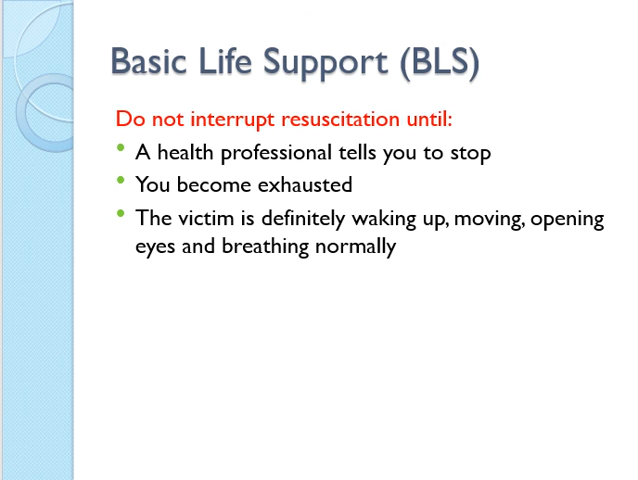 Basic Life Support (BLS)
Do not interrupt resuscitation until:
• A health professional tells you to stop
• You become exhausted
• The victim is definitely waking up, moving, opening
eyes and breathing normally